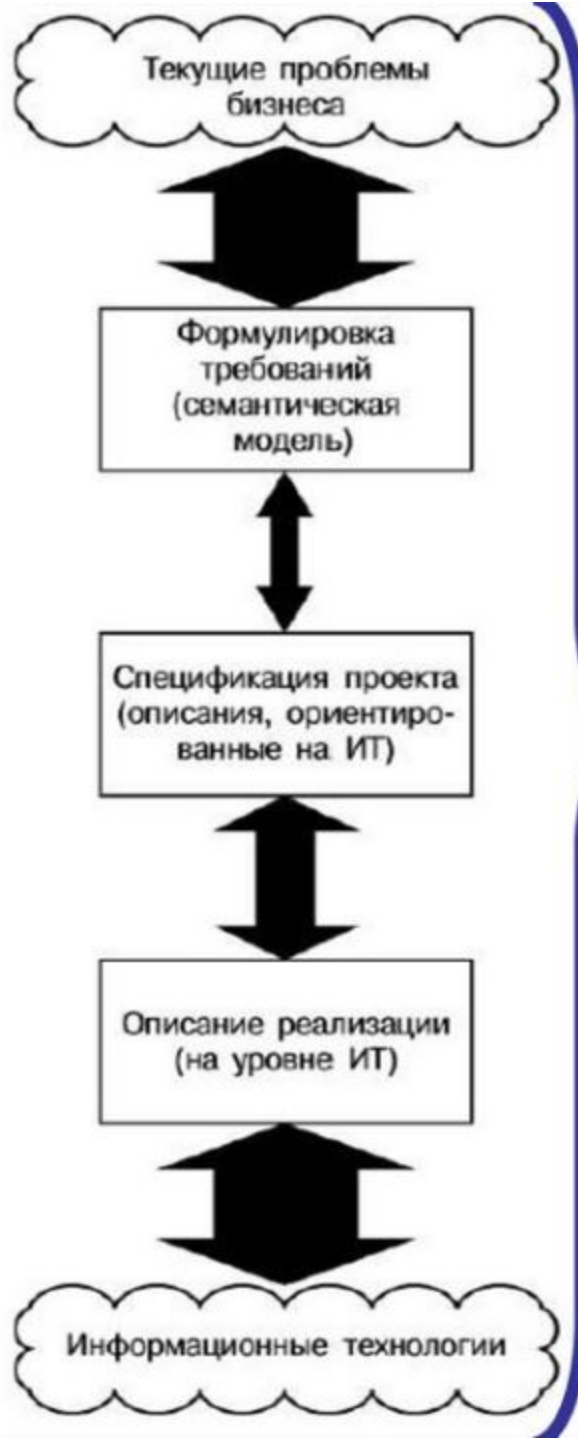 Текущие проблемы
бизнеса
Формулировка
требований
(семантическая
модель)
Спецификация проекта
(описания, ориентиро-
ванные на ИТ)
Описание реализации
(на уровне ИТ)
Информационные технологии